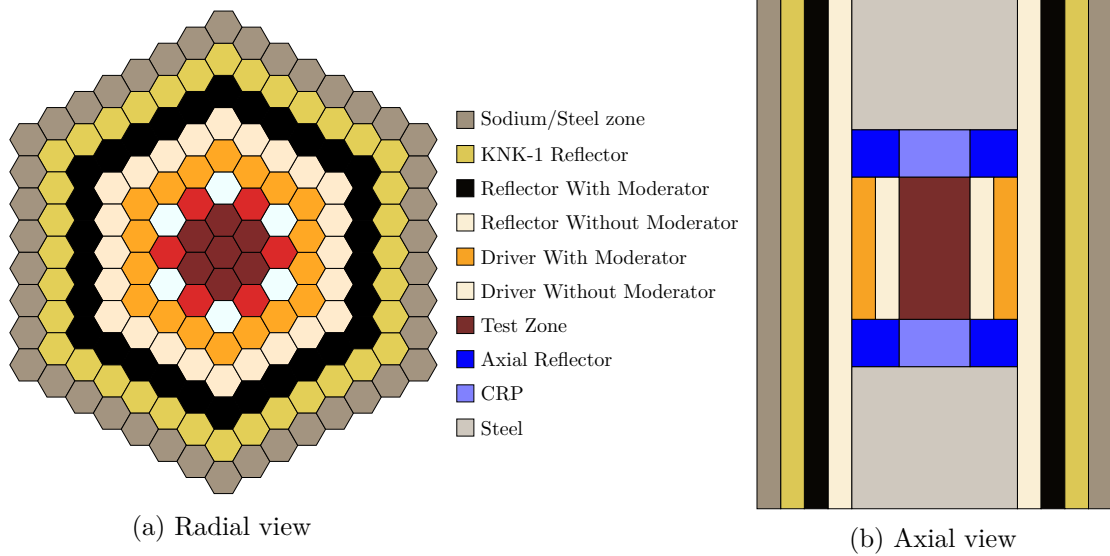 Sodium/Steel zone
KNK-1 Reflector
Reflector With Moderator
Reflector Without Moderator
Driver With Moderator
Driver Without Moderator
Test Zone
Axial Reflector
CRP
Steel
(a) Radial view
(b) Axial view